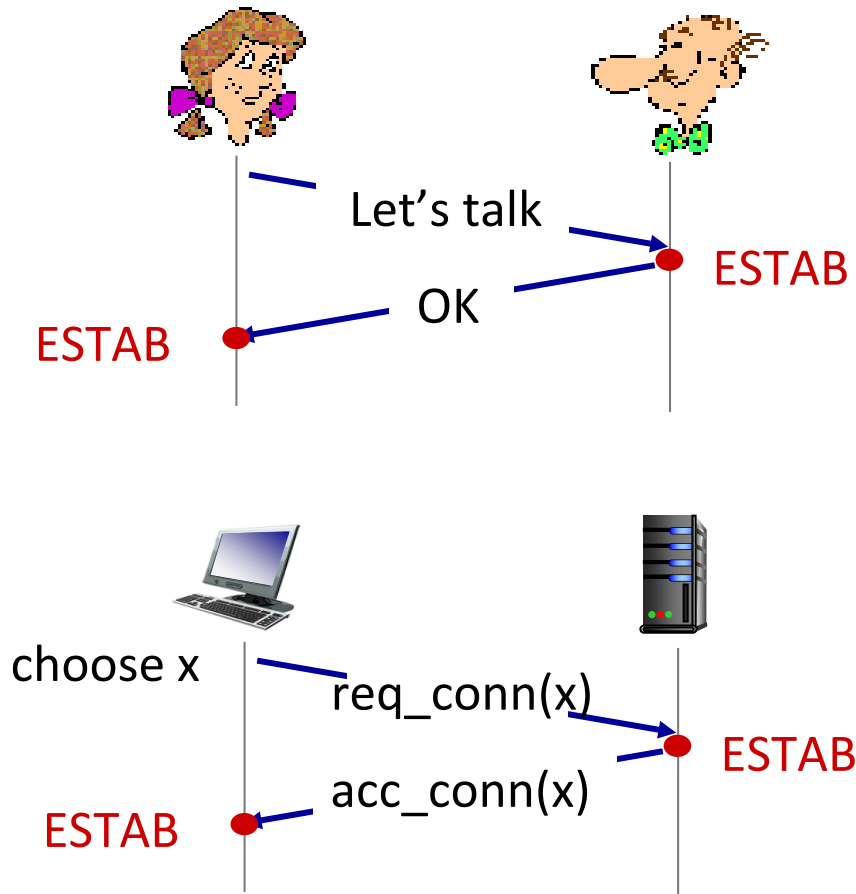 Let’s talk
ESTAB
OK
ESTAB
choose x
req_conn(x)
ESTAB
acc_conn(x)
ESTAB